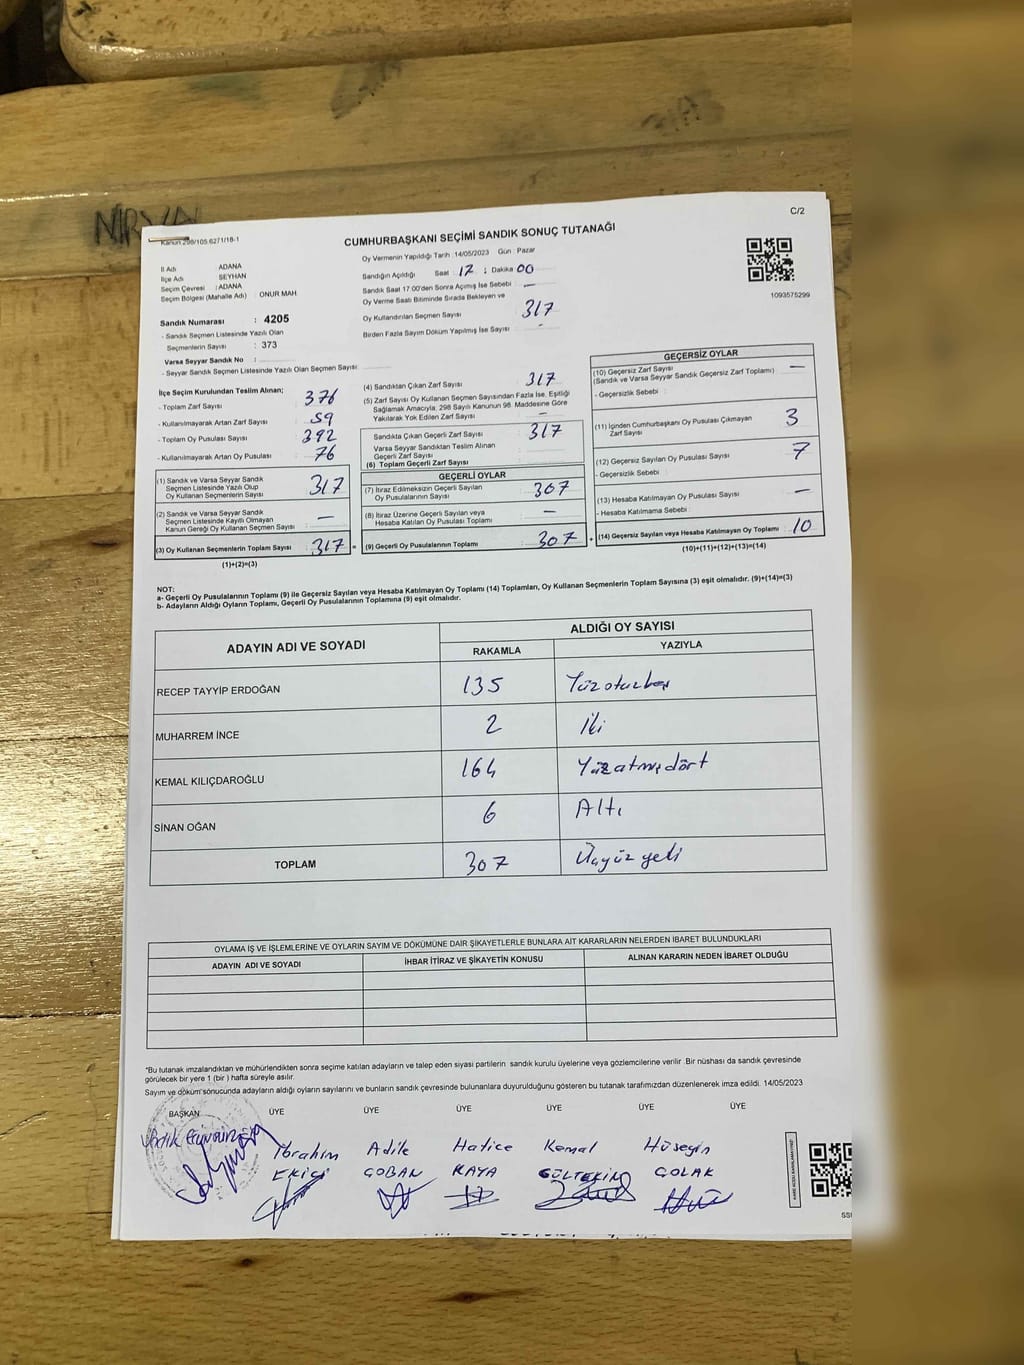 NİRVA
C/2
Kanun 298/105.6271/18-1
CUMHURBAŞKANI SEÇİMİ SANDIK SONUÇ TUTANAĞI
Oy Vermenin Yapıldığı Tarih :14/05/2023 Gün : Pazar
İl Adı ADANA
İlçe Adı SEYHAN
Seçim Çevresi : ADANA
Seçim Bölgesi (Mahalle Adı) : ONUR MAH
Sandığın Açıldığı Saat : 17 : Dakika 00
Sandık Saat 17:00'den Sonra Açımış İse Sebebi : —
Oy Verme Saati Bitiminde Sırada Bekleyen ve
Oy Kullandırılan Seçmen Sayısı : 317
Birden Fazla Sayım Döküm Yapılmış İse Sayısı : -
1093575299
Sandık Numarası : 4205
- Sandık Seçmen Listesinde Yazılı Olan
Seçmenlerin Sayısı : 373
Varsa Seyyar Sandık No :
- Seyyar Sandık Seçmen Listesinde Yazılı Olan Seçmen Sayısı :
İlçe Seçim Kurulundan Teslim Alınan;
- Toplam Zarf Sayısı : 376
- Kullanılmayarak Artan Zarf Sayısı : 59
- Toplam Oy Pusulası Sayısı : 392
- Kullanılmayarak Artan Oy Pusulası : 76
(1) Sandık ve Varsa Seyyar Sandık
Seçmen Listesinde Yazılı Olup
Oy Kullanan Seçmenlerin Sayısı : 317
(2) Sandık ve Varsa Seyyar Sandık
Seçmen Listesinde Kayıtlı Olmayan
Kanun Gereği Oy Kullanan Seçmen Sayısı : —
(3) Oy Kullanan Seçmenlerin Toplam Sayısı : 317 =
(1)+(2)=(3)
(4) Sandıktan Çıkan Zarf Sayısı : 317
(5) Zarf Sayısı Oy Kullanan Seçmen Sayısından Fazla İse, Eşitliği
Sağlamak Amacıyla, 298 Sayılı Kanunun 98. Maddesine Göre
Yakılarak Yok Edilen Zarf Sayısı : —
Sandıkta Çıkan Geçerli Zarf Sayısı : 317
Varsa Seyyar Sandıktan Teslim Alınan
Geçerli Zarf Sayısı :
(6) Toplam Geçerli Zarf Sayısı :
GEÇERLİ OYLAR
(7) İtiraz Edilmeksizin Geçerli Sayılan
Oy Pusulalarının Sayısı : 307
(8) İtiraz Üzerine Geçerli Sayılan veya
Hesaba Katılan Oy Pusulası Toplamı : —
(9) Geçerli Oy Pusulalarının Toplamı : 307 +
GEÇERSİZ OYLAR
(10) Geçersiz Zarf Sayısı : —
(Sandık ve Varsa Seyyar Sandık Geçersiz Zarf Toplamı)
- Geçersizlik Sebebi :
(11) İçinden Cumhurbaşkanı Oy Pusulası Çıkmayan
Zarf Sayısı : 3
(12) Geçersiz Sayılan Oy Pusulası Sayısı : 7
- Geçersizlik Sebebi :
(13) Hesaba Katılmayan Oy Pusulası Sayısı : —
- Hesaba Katılmama Sebebi :
(14) Geçersiz Sayılan veya Hesaba Katılmayan Oy Toplamı : 10
(10)+(11)+(12)+(13)=(14)
NOT:
a- Geçerli Oy Pusulalarının Toplamı (9) ile Geçersiz Sayılan veya Hesaba Katılmayan Oy Toplamı (14) Toplamları, Oy Kullanan Seçmenlerin Toplam Sayısına (3) eşit olmalıdır. (9)+(14)=(3)
b- Adayların Aldığı Oyların Toplamı, Geçerli Oy Pusulalarının Toplamına (9) eşit olmalıdır.
ADAYIN ADI VE SOYADI ALDIĞI OY SAYISI
RAKAMLA YAZIYLA
RECEP TAYYİP ERDOĞAN 135 Yüzotuzbeş
MUHARREM İNCE 2 İki
KEMAL KILIÇDAROĞLU 164 Yüzatmışdört
SİNAN OĞAN 6 Altı
TOPLAM 307 Üçyüz yedi
OYLAMA İŞ VE İŞLEMLERİNE VE OYLARIN SAYIM VE DÖKÜMÜNE DAİR ŞİKAYETLERLE BUNLARA AİT KARARLARIN NELERDEN İBARET BULUNDUKLARI
ADAYIN ADI VE SOYADI İHBAR İTİRAZ VE ŞİKAYETİN KONUSU ALINAN KARARIN NEDEN İBARET OLDUĞU
*Bu tutanak imzalandıktan ve mühürlendikten sonra seçime katılan adayların ve talep eden siyasi partilerin sandık kurulu üyelerine veya gözlemcilerine verilir .Bir nüshası da sandık çevresinde
görülecek bir yere 1 (bir ) hafta süreyle asılır.
Sayım ve döküm sonucunda adayların aldığı oyların sayılarını ve bunların sandık çevresinde bulunanlara duyurulduğunu gösteren bu tutanak tarafımızdan düzenlenerek imza edildi. 14/05/2023
BAŞKAN ÜYE ÜYE ÜYE ÜYE ÜYE ÜYE
İbrahim Adile Hatice Kemal Hüseyin
EKİCİ ÇOBAN KAYA GÜLTEKİN ÇOLAK